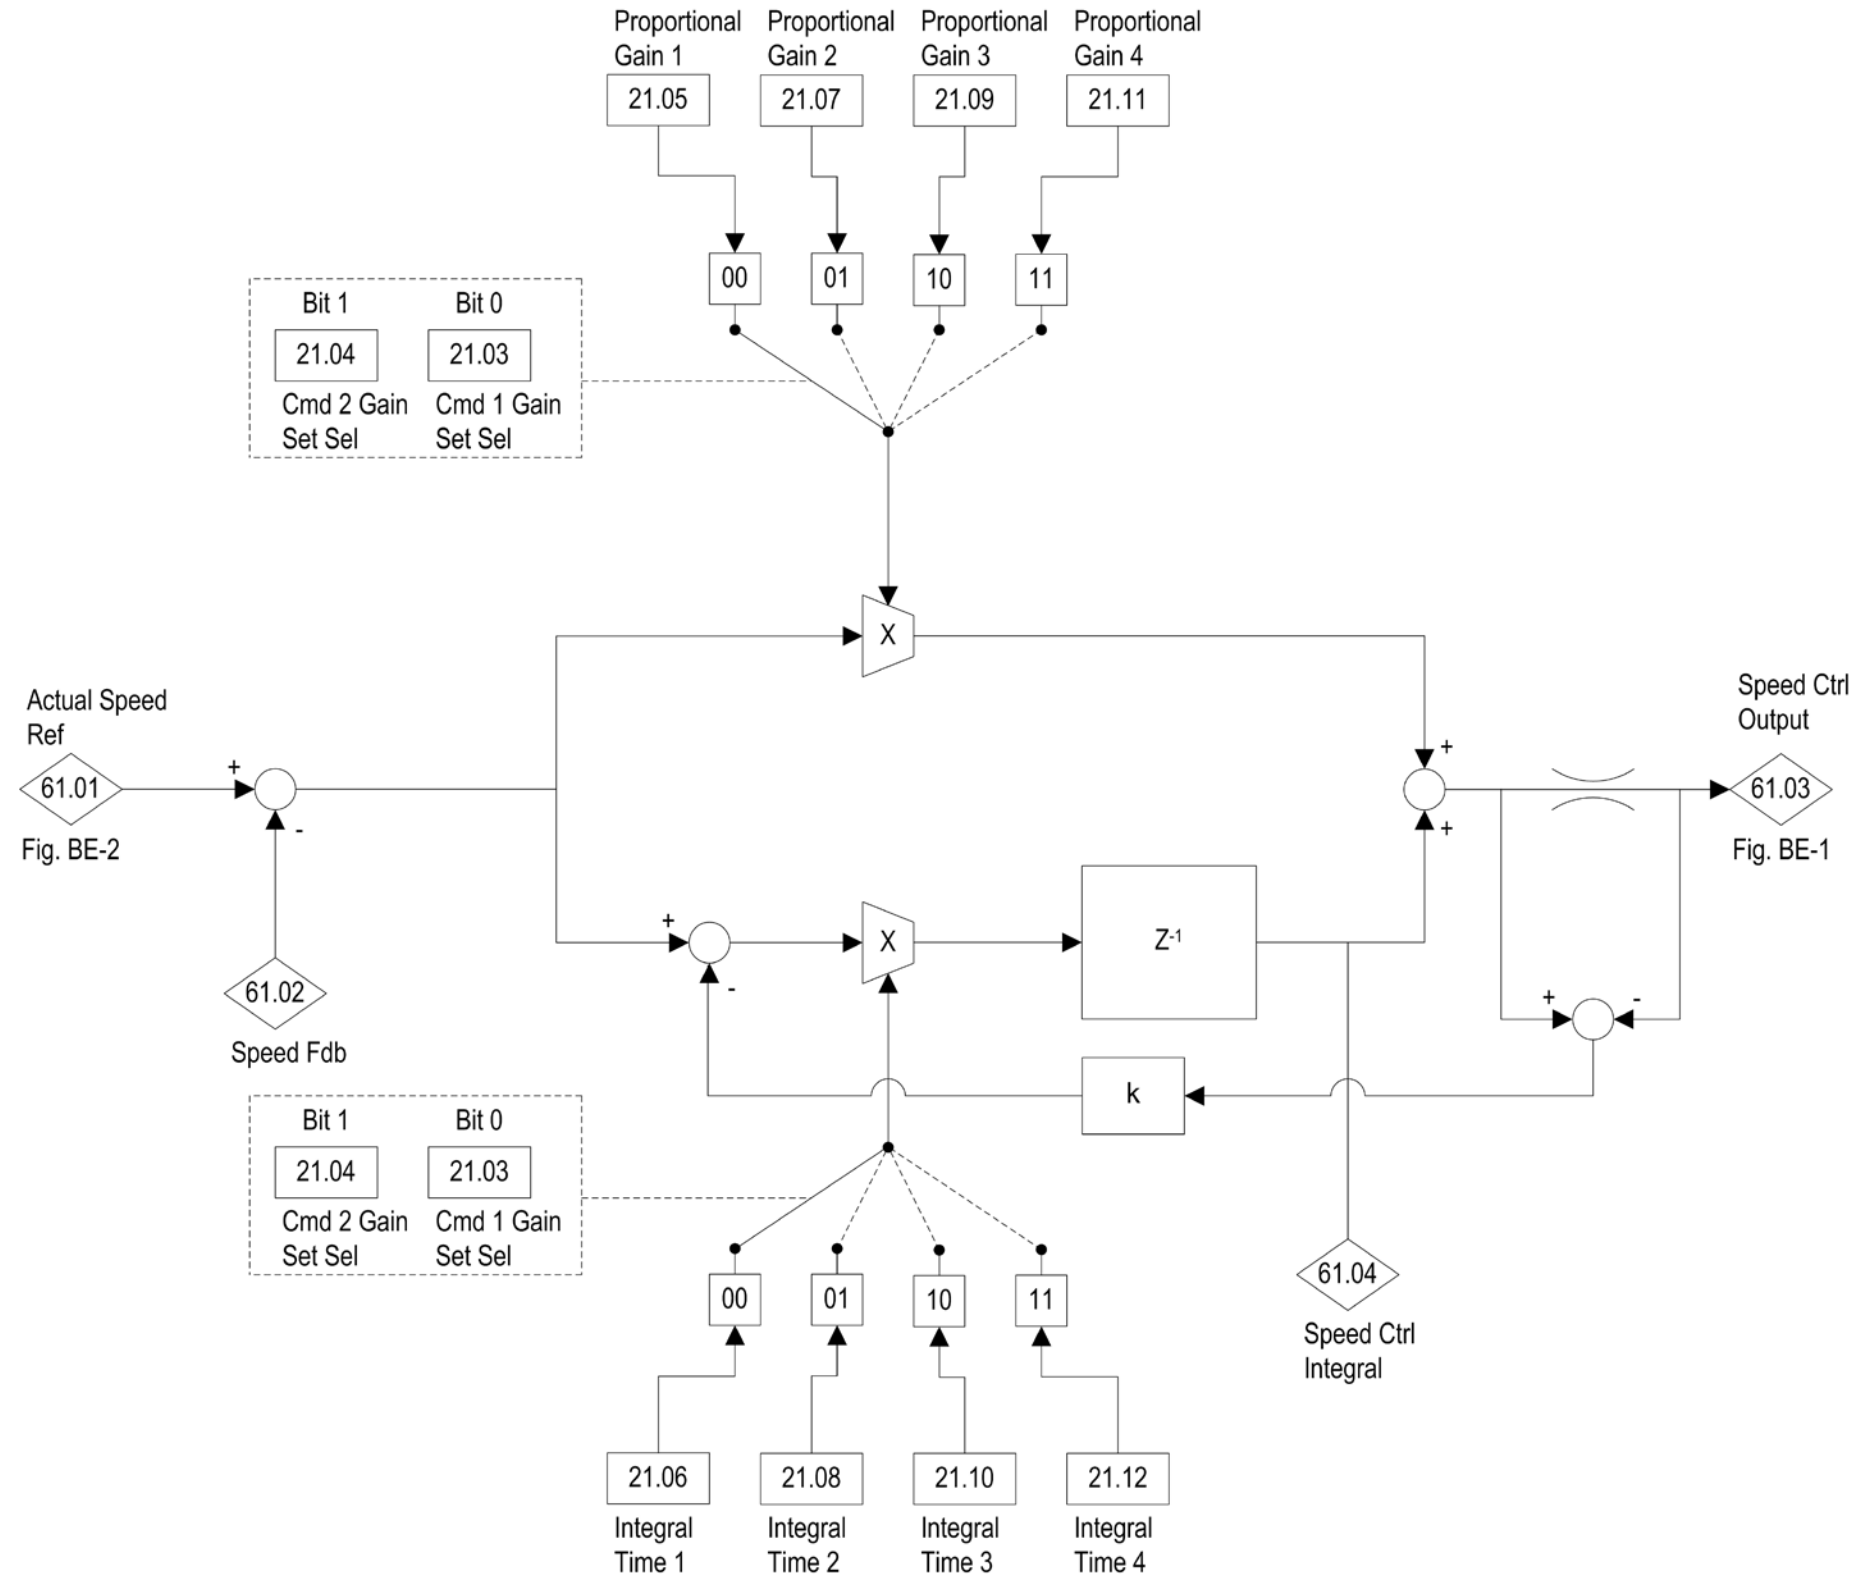 Proportional Gain 1
Proportional Gain 2
Proportional Gain 3
Proportional Gain 4
21.05
21.07
21.09
21.11
00
01
10
11
Bit 1
Bit 0
21.04
21.03
Cmd 2 Gain
Set Sel
Cmd 1 Gain
Set Sel
X
Actual Speed
Ref
61.01
Fig. BE-2
+
-
61.02
Speed Fdb
+
-
X
Z-1
k
+
+
+
-
Speed Ctrl
Output
61.03
Fig. BE-1
61.04
Speed Ctrl
Integral
Bit 1
Bit 0
21.04
21.03
Cmd 2 Gain
Set Sel
Cmd 1 Gain
Set Sel
00
01
10
11
21.06
21.08
21.10
21.12
Integral
Time 1
Integral
Time 2
Integral
Time 3
Integral
Time 4